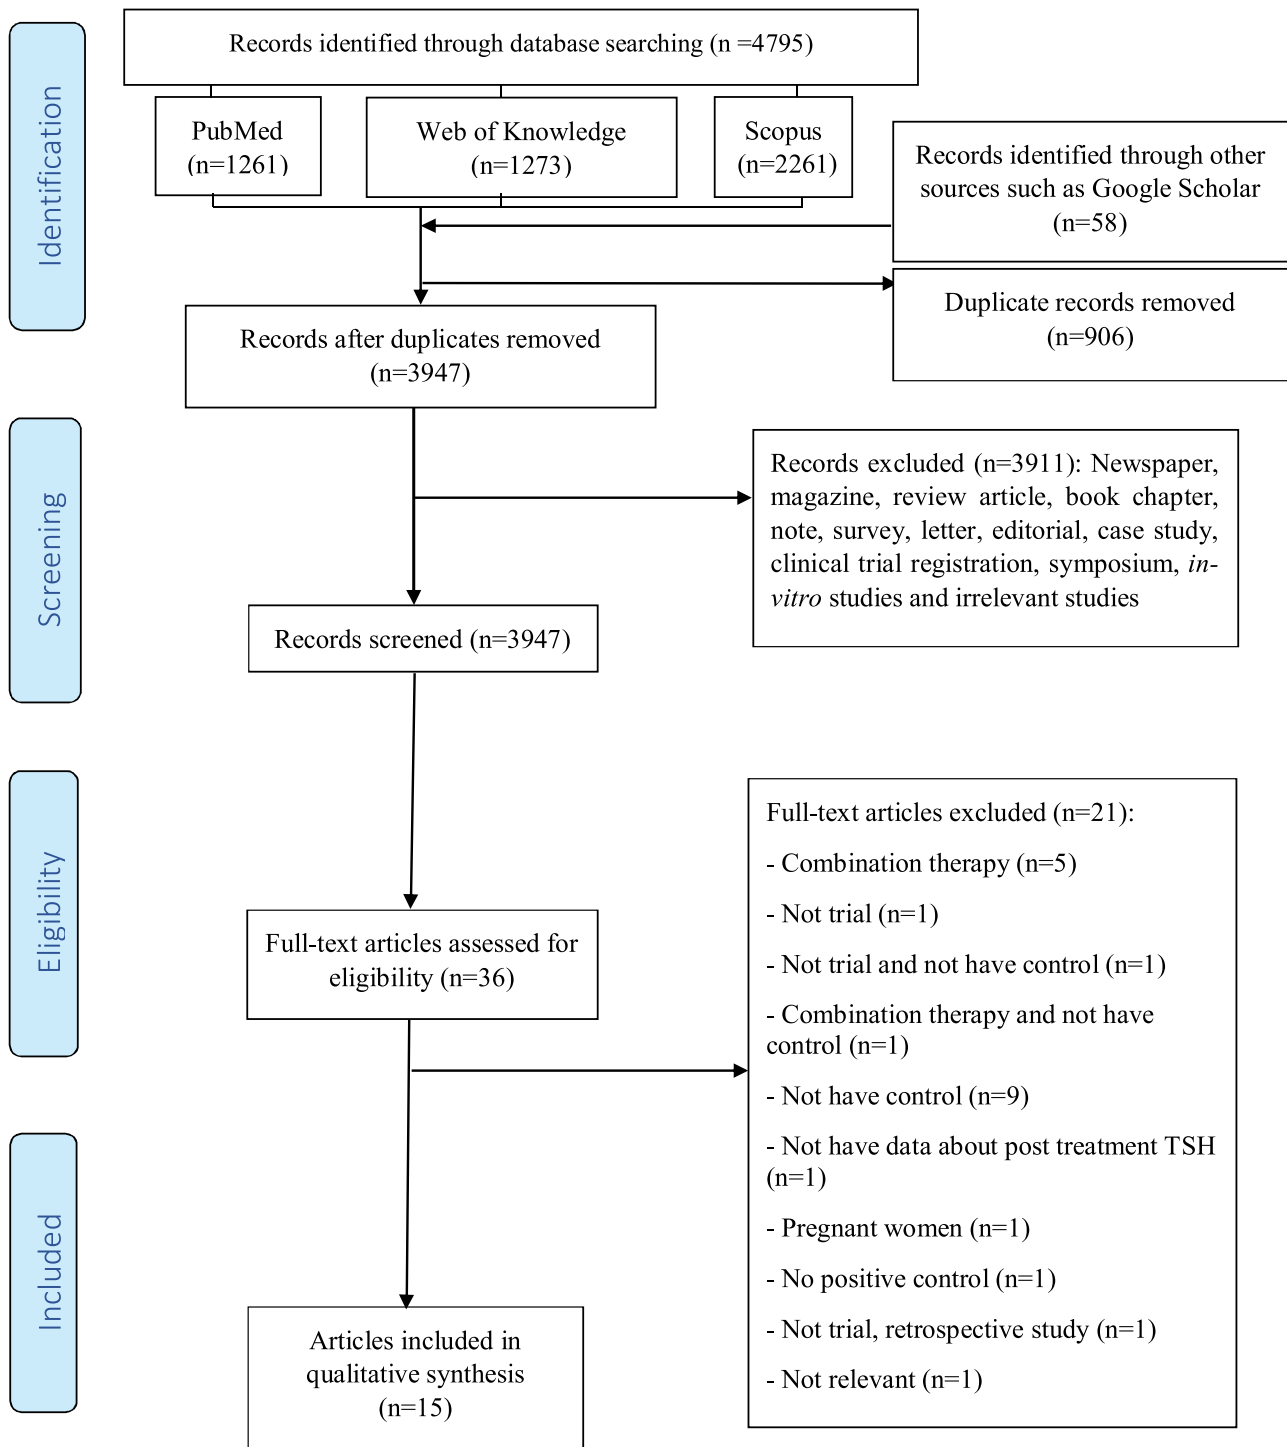 Identification
Records identified through database searching (n =4795)
PubMed
(n=1261)
Web of Knowledge
(n=1273)
Scopus
(n=2261)
Records identified through other
sources such as Google Scholar
(n=58)
Duplicate records removed
(n=906)
Records after duplicates removed
(n=3947)
Screening
Records excluded (n=3911): Newspaper,
magazine, review article, book chapter,
note, survey, letter, editorial, case study,
clinical trial registration, symposium, in-
vitro studies and irrelevant studies
Records screened (n=3947)
Eligibility
Full-text articles assessed for
eligibility (n=36)
Full-text articles excluded (n=21):
- Combination therapy (n=5)
- Not trial (n=1)
- Not trial and not have control (n=1)
- Combination therapy and not have
control (n=1)
- Not have control (n=9)
- Not have data about post treatment TSH
(n=1)
- Pregnant women (n=1)
- No positive control (n=1)
- Not trial, retrospective study (n=1)
- Not relevant (n=1)
Included
Articles included in
qualitative synthesis
(n=15)